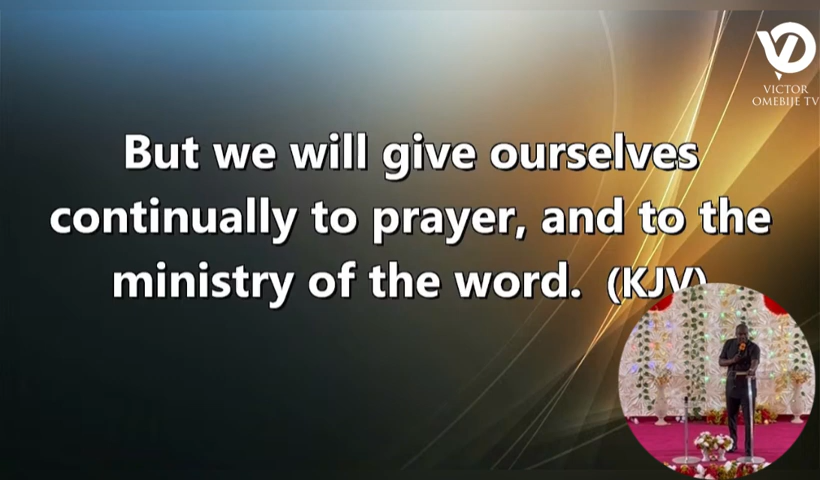 VICTOR
OMEBIJE TV
But we will give ourselves
continually to prayer, and to the
ministry of the word. (KJV)